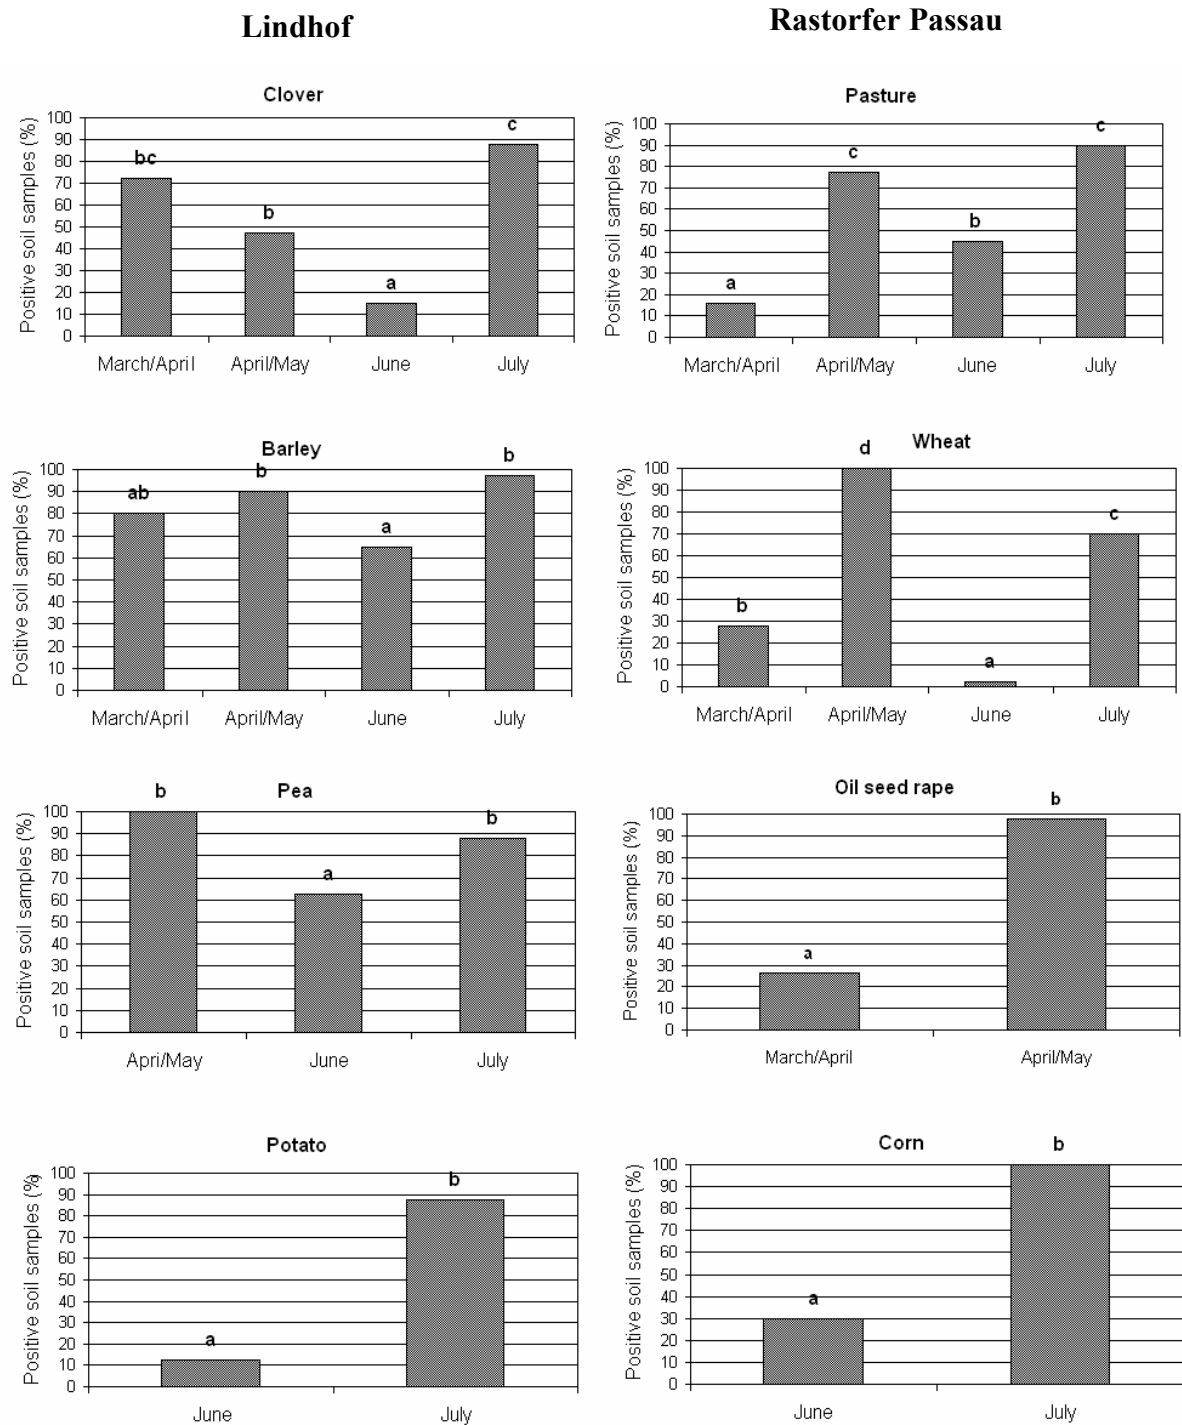 Lindhof
Rastorfer Passau
Clover
Positive soil samples (%)
100
90
80
70
60
50
40
30
20
10
0
bc
b
a
c
March/April April/May June July
Pasture
Positive soil samples (%)
100
90
80
70
60
50
40
30
20
10
0
a
c
b
c
March/April April/May June July
Barley
Positive soil samples (%)
100
90
80
70
60
50
40
30
20
10
0
ab
b
a
b
March/April April/May June July
Wheat
Positive soil samples (%)
100
90
80
70
60
50
40
30
20
10
0
b
d
a
c
March/April April/May June July
Pea
Positive soil samples (%)
100
90
80
70
60
50
40
30
20
10
0
b
a
b
Apri/May June July
Oil seed rape
Positive soil samples (%)
100
90
80
70
60
50
40
30
20
10
0
a
b
March/April April/May
Potato
Positive soil samples (%)
100
90
80
70
60
50
40
30
20
10
0
a
b
June July
Corn
Positive soil samples (%)
100
90
80
70
60
50
40
30
20
10
0
a
b
June July